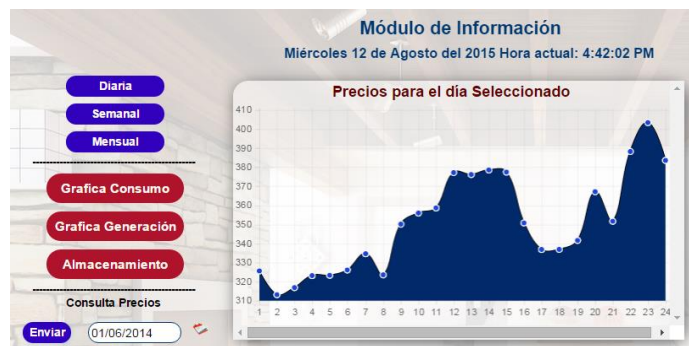 Módulo de Información
Miércoles 12 de Agosto del 2015 Hora actual: 4:42:02 PM
Diaria
Semanal
Mensual
Grafica Consumo
Grafica Generación
Almacenamiento
Consulta Precios
Enviar 01/06/2014
Precios para el día Seleccionado
410
400
390
380
370
360
350
340
330
320
310
1 2 3 4 5 6 7 8 9 10 11 12 13 14 15 16 17 18 19 20 21 22 23 24